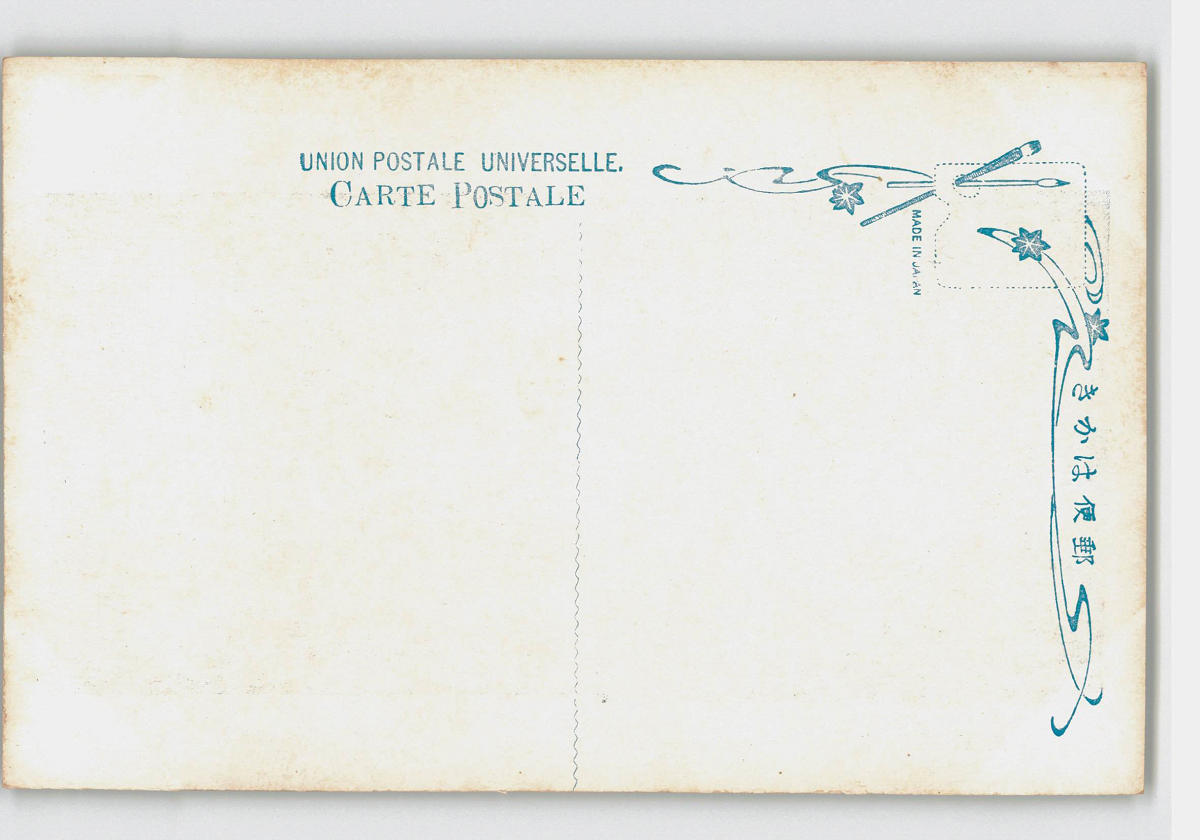 UNION POSTALE UNIVERSELLE.
CARTE POSTALE
MADE IN JAPAN
郵便はかき